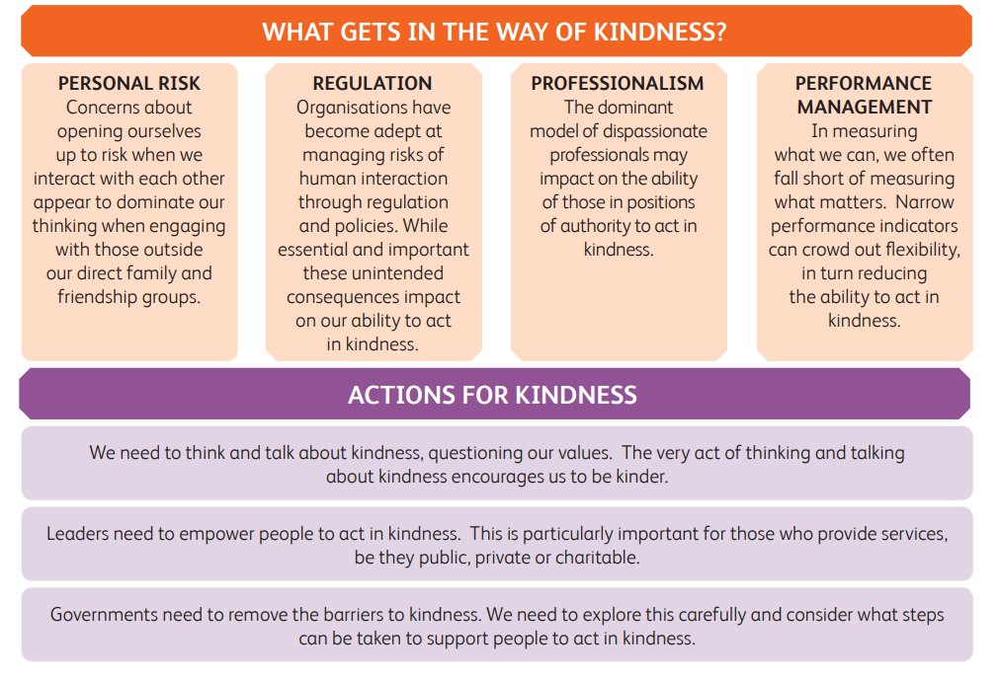 WHAT GETS IN THE WAY OF KINDNESS?
PERSONAL RISK
Concerns about
opening ourselves
up to risk when we
interact with each other
appear to dominate our
thinking when engaging
with those outside
our direct family and
friendship groups.
REGULATION
Organisations have
become adept at
managing risks of
human interaction
through regulation
and policies. While
essential and important
these unintended
consequences impact
on our ability to act
in kindness.
PROFESSIONALISM
The dominant
model of dispassionate
professionals may
impact on the ability
of those in positions
of authority to act in
kindness.
PERFORMANCE
MANAGEMENT
In measuring
what we can, we often
fall short of measuring
what matters.  Narrow
performance indicators
can crowd out flexibility,
in turn reducing
the ability to act in
kindness.
ACTIONS FOR KINDNESS
We need to think and talk about kindness, questioning our values.  The very act of thinking and talking
about kindness encourages us to be kinder.
Leaders need to empower people to act in kindness.  This is particularly important for those who provide services,
be they public, private or charitable.
Governments need to remove the barriers to kindness. We need to explore this carefully and consider what steps
can be taken to support people to act in kindness.